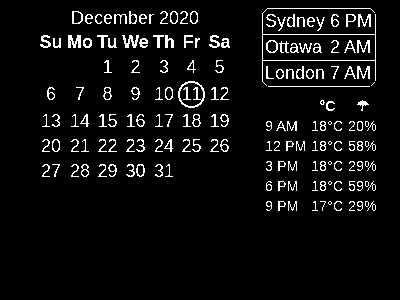 December 2020
Su Mo Tu We Th Fr Sa
1 2 3 4 5
6 7 8 9 10 11 12
13 14 15 16 17 18 19
20 21 22 23 24 25 26
27 28 29 30 31
Sydney 6 PM
Ottawa 2 AM
London 7 AM
°C ☂
9 AM 18°C 20%
12 PM 18°C 58%
3 PM 18°C 29%
6 PM 18°C 59%
9 PM 17°C 29%